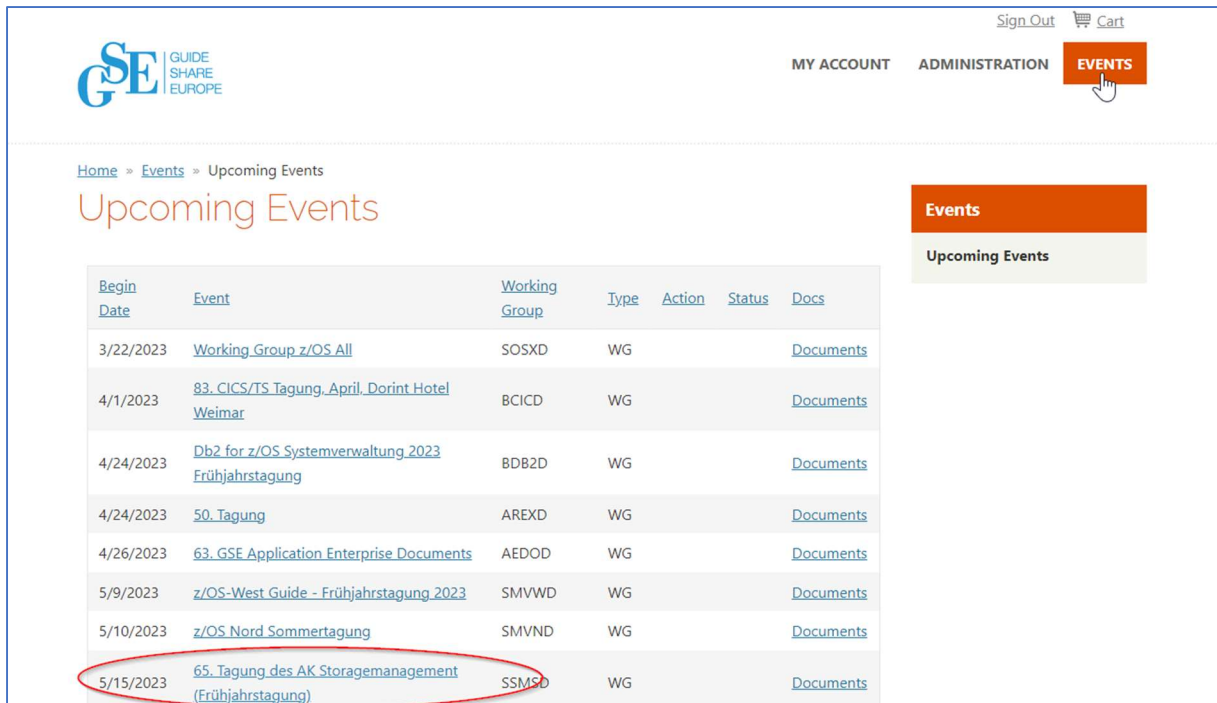 Sign Out Cart
GSE GUIDE
SHARE
EUROPE
MY ACCOUNT ADMINISTRATION EVENTS
Home » Events » Upcoming Events
Upcoming Events
Events
Upcoming Events
Begin
Date Event Working
Group Type Action Status Docs
3/22/2023 Working Group z/OS All SOSXD WG Documents
4/1/2023 83. CICS/TS Tagung, April, Dorint Hotel
Weimar BCICD WG Documents
4/24/2023 Db2 for z/OS Systemverwaltung 2023
Frühjahrstagung BDB2D WG Documents
4/24/2023 50. Tagung AREXD WG Documents
4/26/2023 63. GSE Application Enterprise Documents AEDOD WG Documents
5/9/2023 z/OS-West Guide - Frühjahrstagung 2023 SMVWD WG Documents
5/10/2023 z/OS Nord Sommertagung SMVND WG Documents
5/15/2023 65. Tagung des AK Storagemanagement
(Frühjahrstagung) SSMSD WG Documents